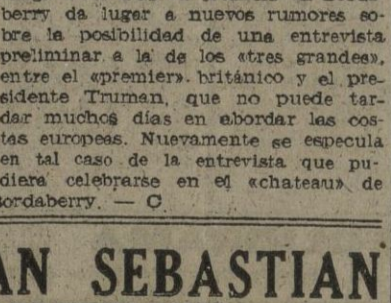 berry da lugar a nuevos rumores so-
bre la posibilidad de una entrevista
preliminar a la de los «tres grandes»,
entre el «premier» británico y el pre-
sidente Truman, que no puede tar-
dar muchos días en abordar las cos-
tas europeas. Nuevamente se especula
en tal caso de la entrevista que pu-
diera celebrarse en el «chateau» de
sordaberry. — C
AN SEBASTIAN